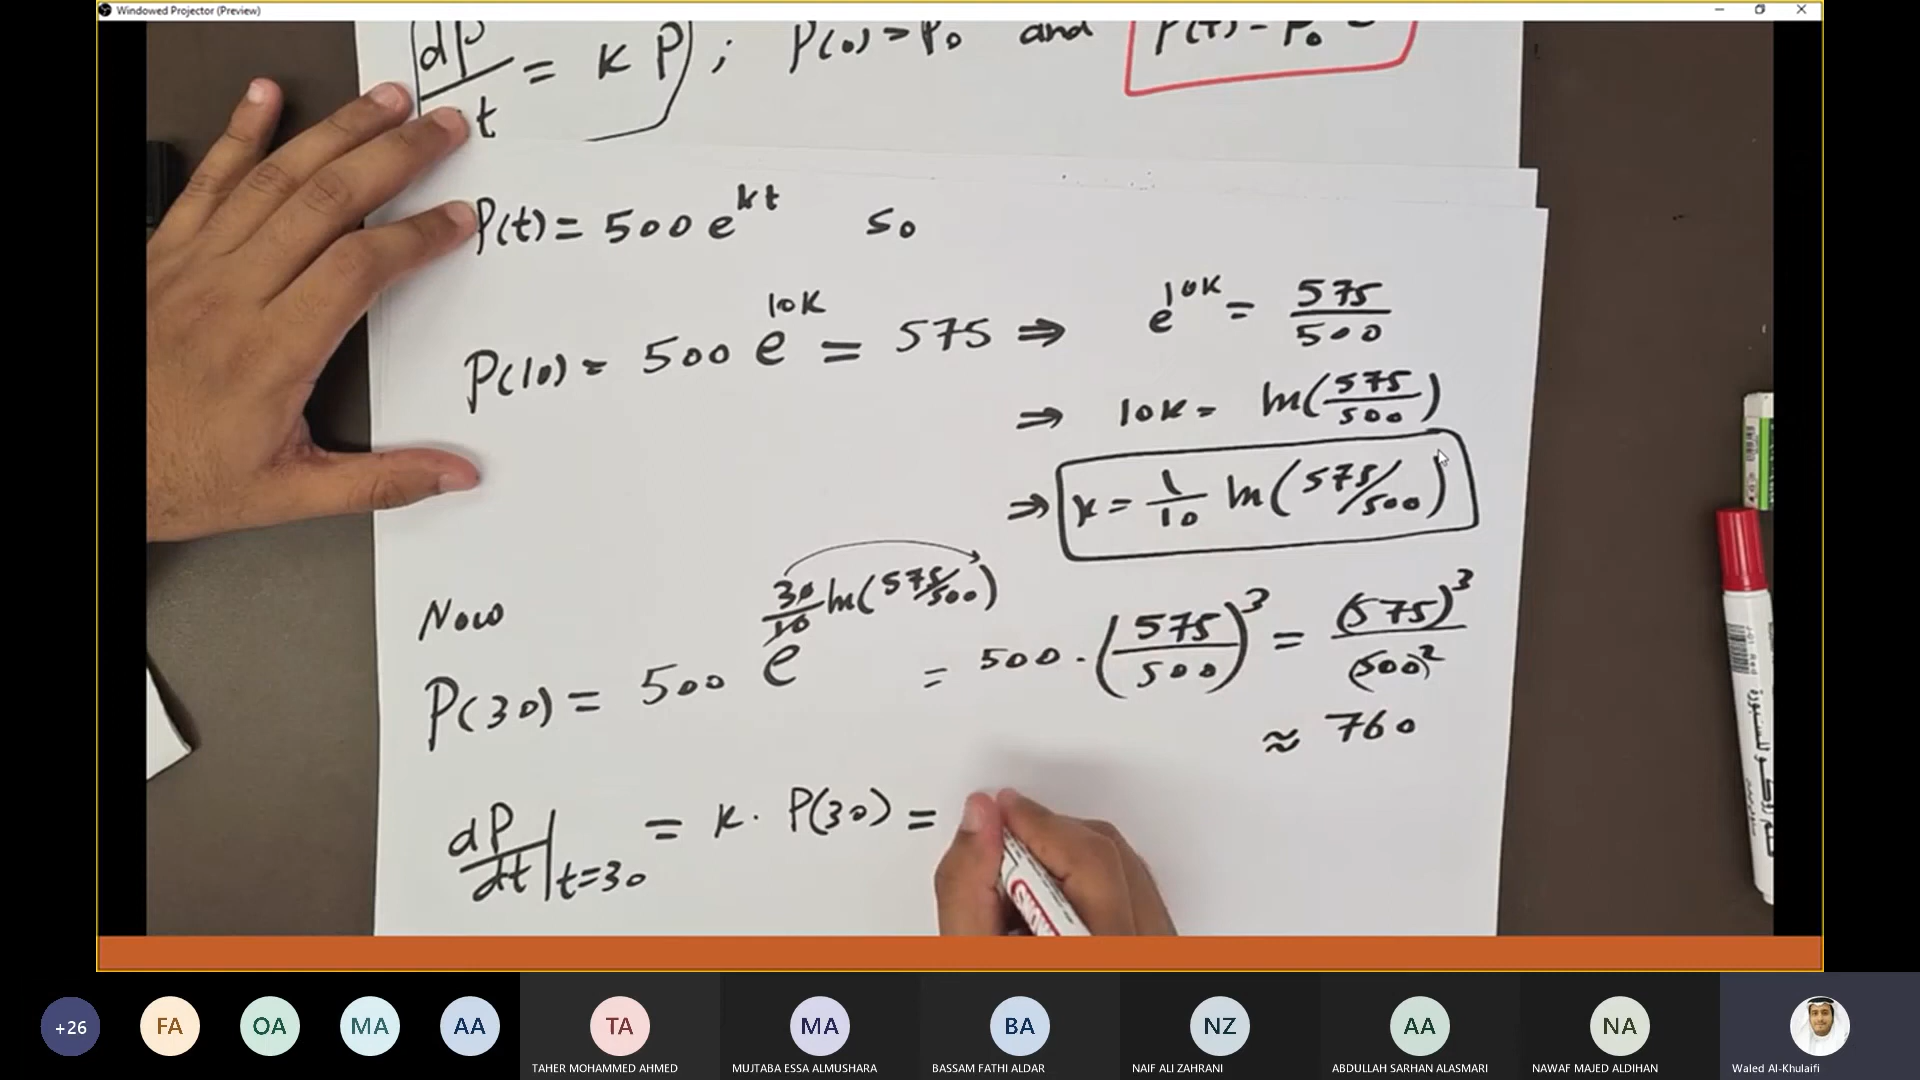 Windowed Projector (Preview)
dP/dt = k P ; P(0) = P₀ and P(t) = P₀
P(t) = 500 e^{kt} so
P(10) = 500 e^{10k} = 575 ⇒ e^{10k} = 575/500
⇒ 10k = ln(575/500)
⇒ k = 1/10 ln(575/500)
Now
P(30) = 500 e^{30/10 ln(575/500)} = 500 · (575/500)^3 = (575)^3/(500)^2
≈ 760
dP/dt|t=30 = k · P(30) =
+26 FA OA MA AA TA MA BA NZ AA NA
TAHER MOHAMMED AHMED MUJTABA ESSA ALMUSHARA BASSAM FATHI ALDAR NAIF ALI ZAHRANI ABDULLAH SARHAN ALASMARI NAWAF MAJED ALDIHAN Waled Al-Khulaifi